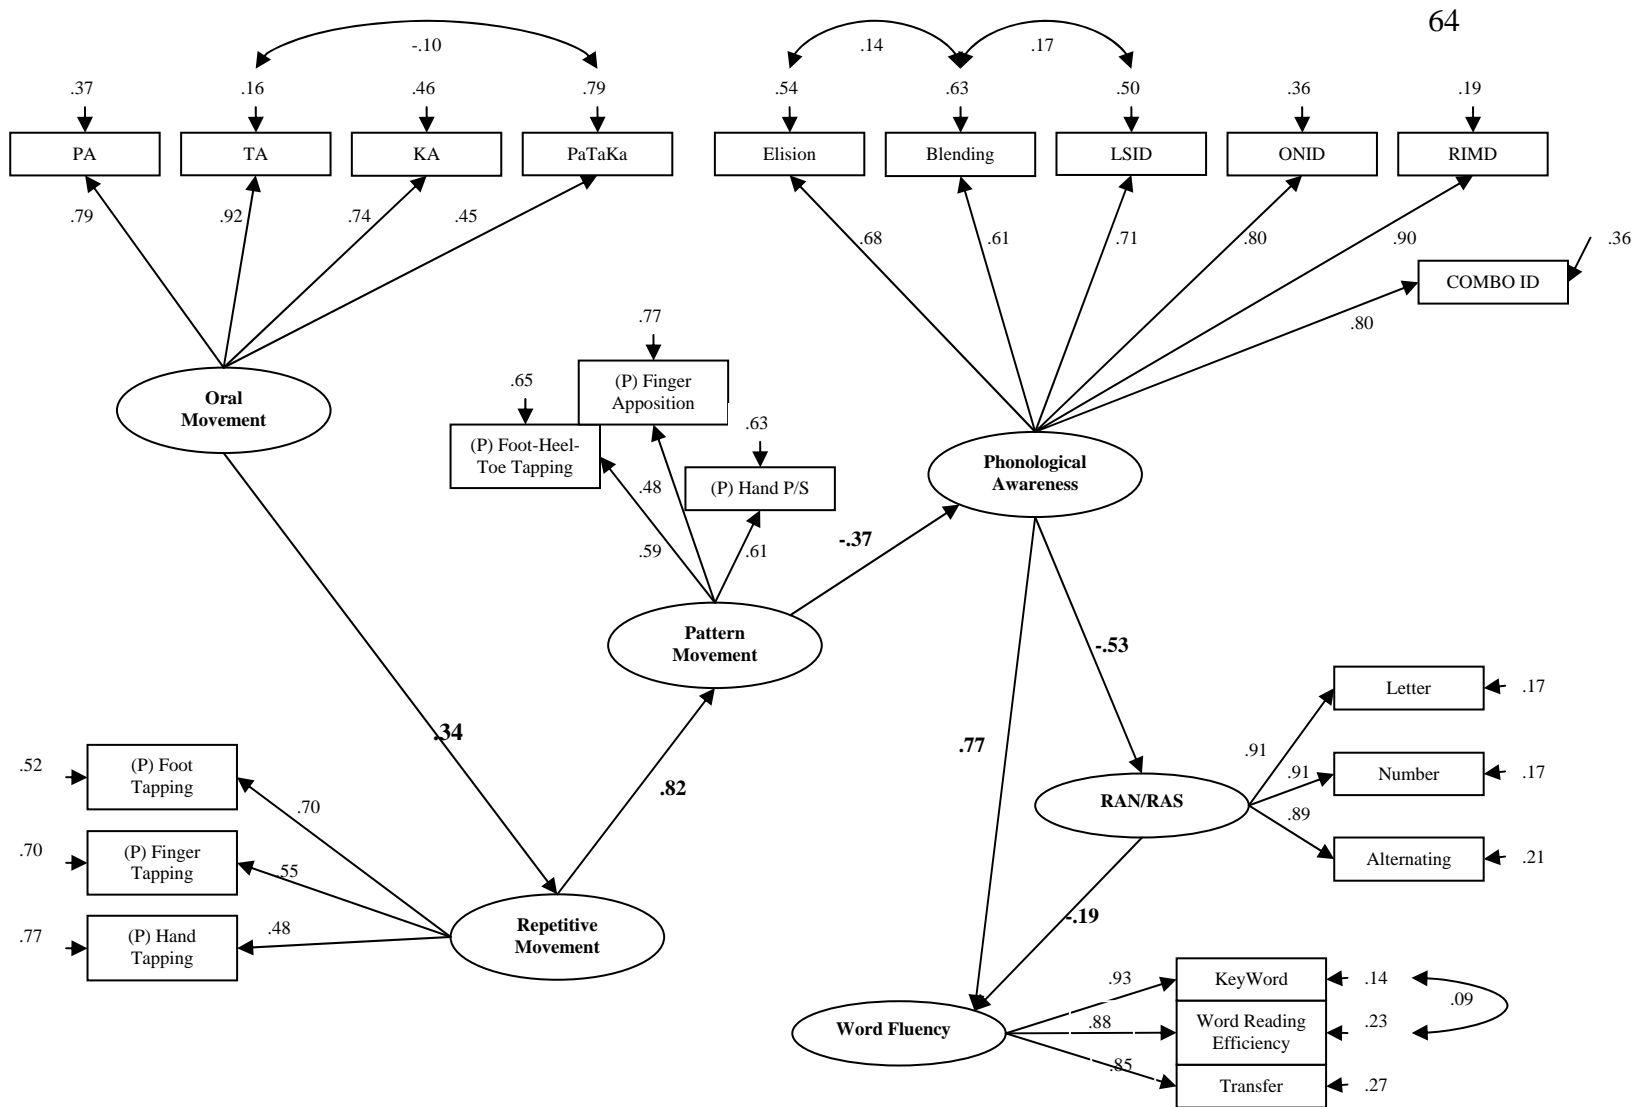 64
-.10
.14
.17
.37
.16
.46
.79
.54
.63
.50
.36
.19
PA
TA
KA
PaTaKa
Elision
Blending
LSID
ONID
RIMD
.79
.92
.74
.45
.68
.61
.71
.80
.90
.36
COMBO ID
.80
.77
(P) Finger
Apposition
.65
(P) Foot-Heel-
Toe Tapping
.63
(P) Hand P/S
Oral
Movement
Phonological
Awareness
.48
.59
.61
-.37
Pattern
Movement
-.53
Letter
.17
.34
.77
.91
.52
(P) Foot
Tapping
.70
.82
.91
Number
.17
RAN/RAS
.89
.70
(P) Finger
Tapping
.55
Alternating
.21
-.19
.77
(P) Hand
Tapping
.48
Repetitive
Movement
.93
KeyWord
.14
.09
Word Fluency
.88
Word Reading
Efficiency
.23
.85
Transfer
.27